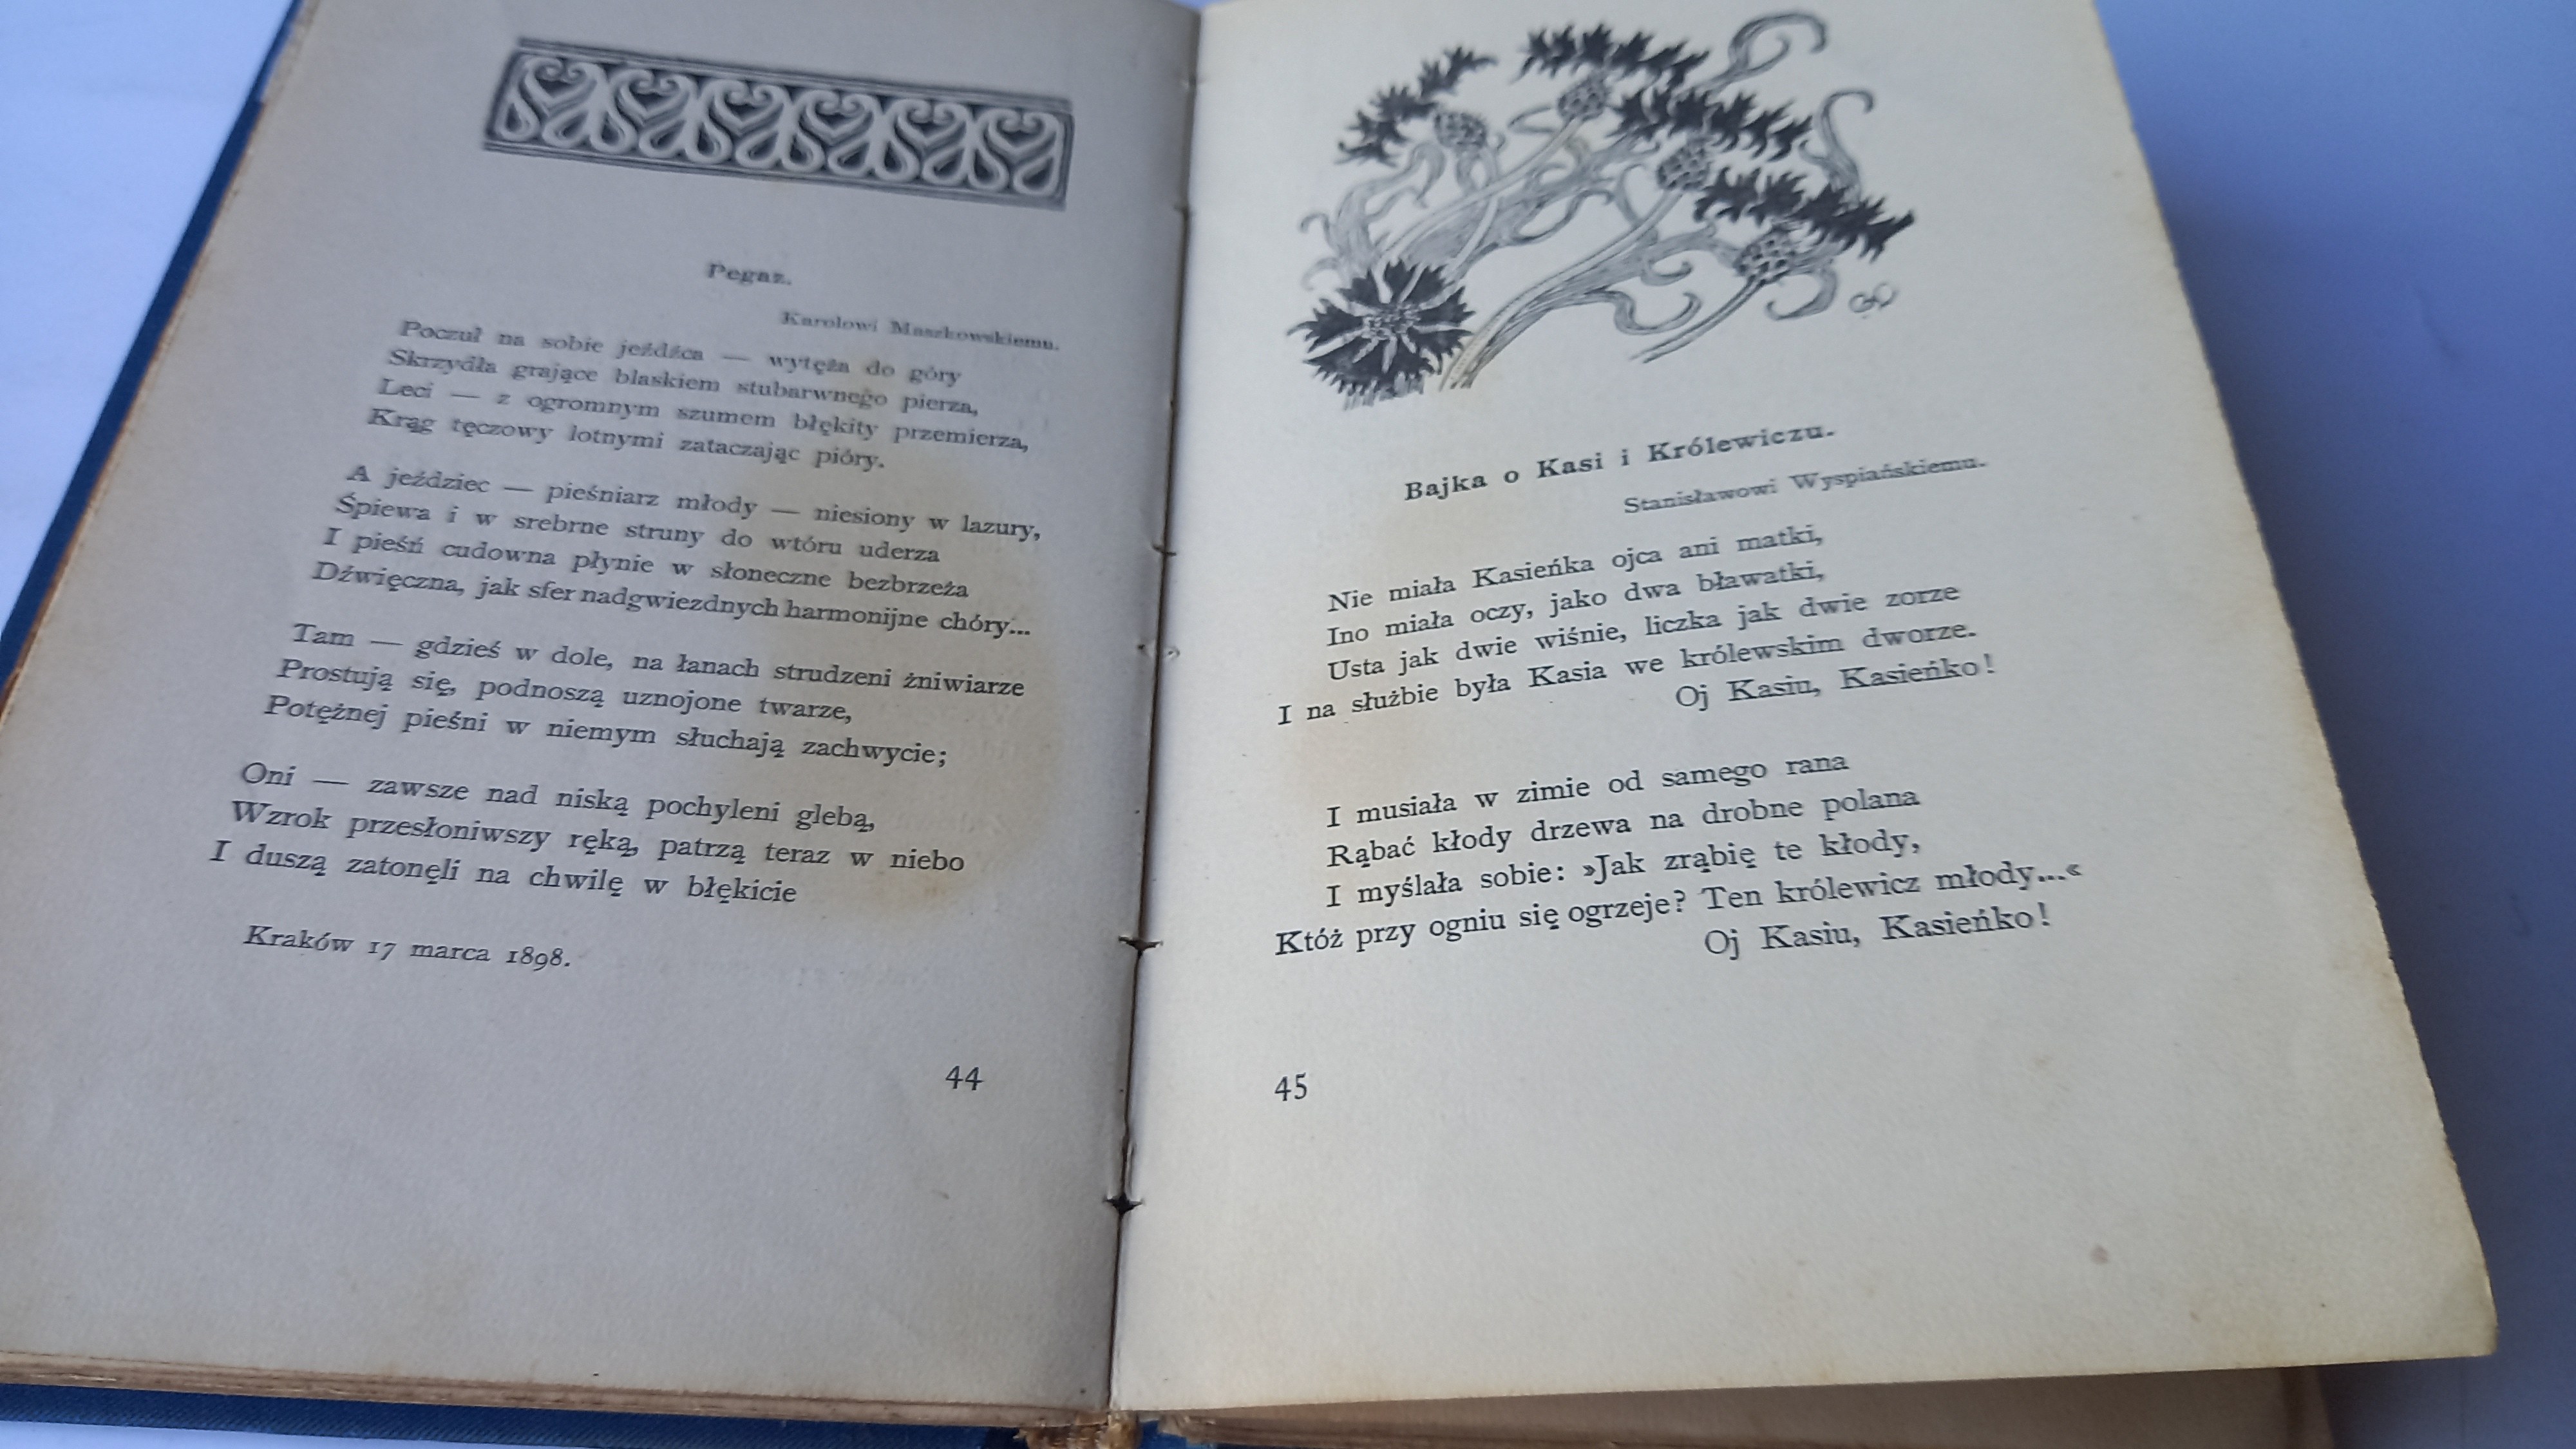 Pegaz.
Karolowi Maszkowskiemu.
Poczuł na sobie jeźdźca — wytęża do góry
Skrzydła grające blaskiem stubarwnego pierza,
Leci — z ogromnym szumem błękity przemierza,
Krąg tęczowy lotnymi zataczając pióry.
A jeździec — pieśniarz młody — niesiony w lazury,
Śpiewa i w srebrne struny do wtóru uderza
I pieśń cudowna płynie w słoneczne bezbrzeża
Dźwięczna, jak sfer nadgwiezdnych harmonijne chóry...
Tam — gdzieś w dole, na łanach strudzeni żniwiarze
Prostują się, podnoszą uznojone twarze,
Potężnej pieśni w niemym słuchają zachwycie;
Oni — zawsze nad niską pochyleni glebą,
Wzrok przesłoniwszy ręką, patrzą teraz w niebo
I duszą zatonęli na chwilę w błękicie
Kraków 17 marca 1898.
44
Bajka o Kasi i Królewiczu.
Stanisławowi Wyspiańskiemu.
Nie miała Kasieńka ojca ani matki,
Ino miała oczy, jako dwa bławatki,
Usta jak dwie wiśnie, liczka jak dwie zorze
I na służbie była Kasia we królewskim dworze.
Oj Kasiu, Kasieńko!
I musiała w zimie od samego rana
Rąbać kłody drzewa na drobne polana
I myślała sobie: »Jak zrąbię te kłody,
Któż przy ogniu się ogrzeje? Ten królewicz młody...«
Oj Kasiu, Kasieńko!
45